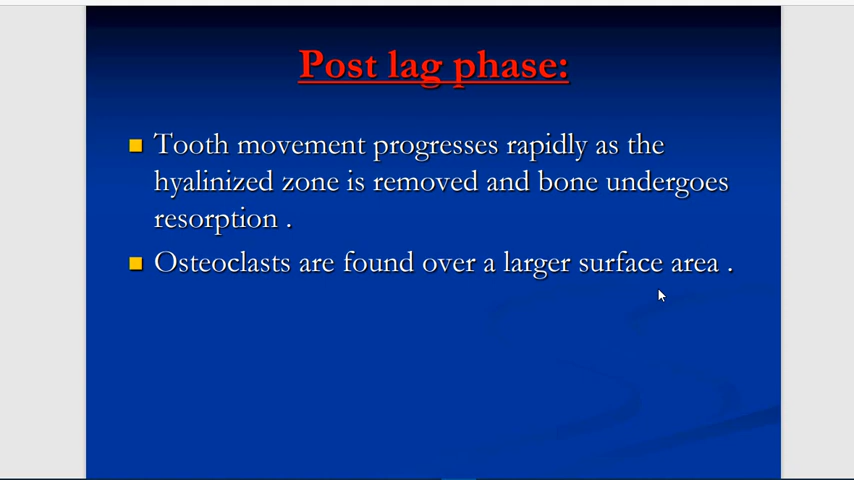 Post lag phase:
Tooth movement progresses rapidly as the
hyalinized zone is removed and bone undergoes
resorption .
Osteoclasts are found over a larger surface area .